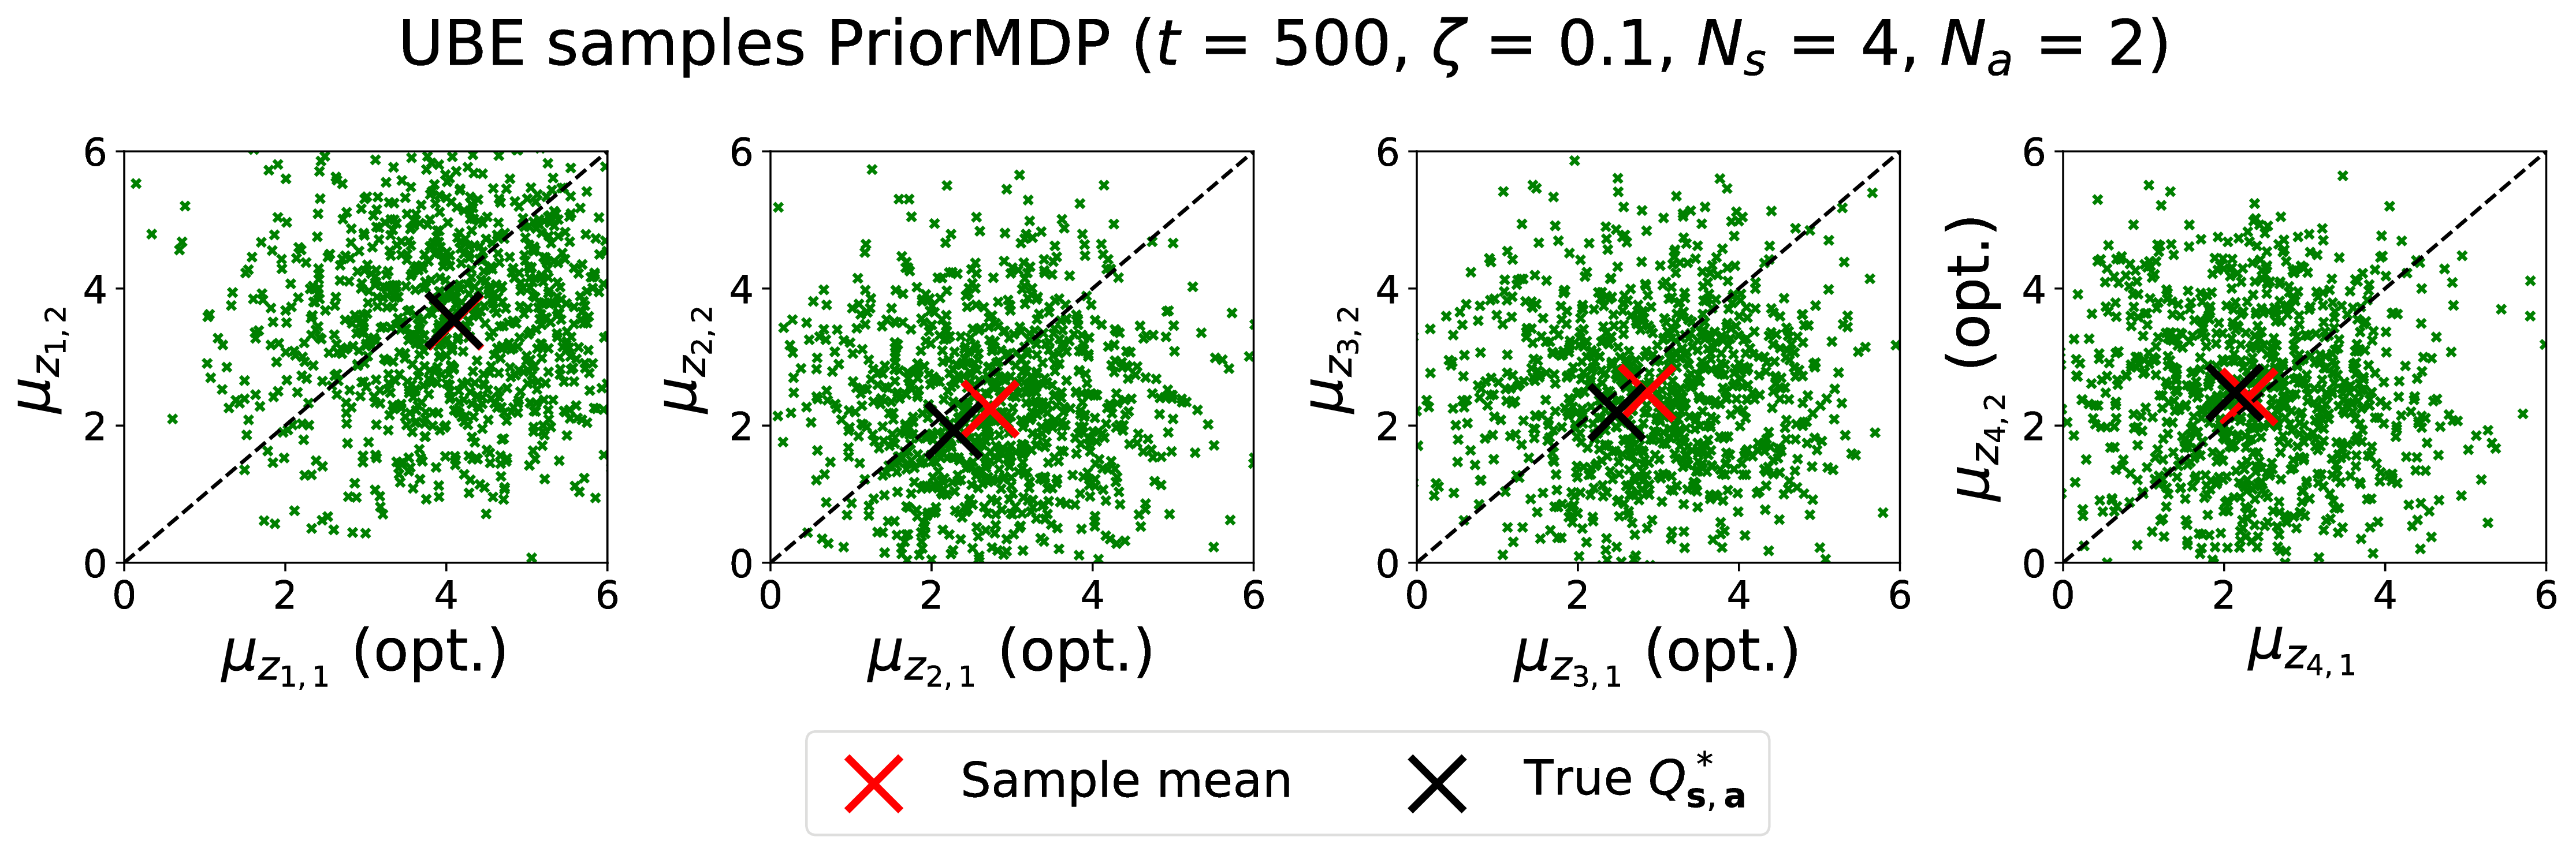 UBE samples PriorMDP (t = 500, ζ = 0.1, N_s = 4, N_a = 2)
6
4
2
0
0 2 4 6
μ_{z_{1,2}}
μ_{z_{1,1}} (opt.)
6
4
2
0
0 2 4 6
μ_{z_{2,2}}
μ_{z_{2,1}} (opt.)
6
4
2
0
0 2 4 6
μ_{z_{3,2}}
μ_{z_{3,1}} (opt.)
6
4
2
0
0 2 4 6
μ_{z_{4,2}} (opt.)
μ_{z_{4,1}}
Sample mean
True Q^*_{s,a}